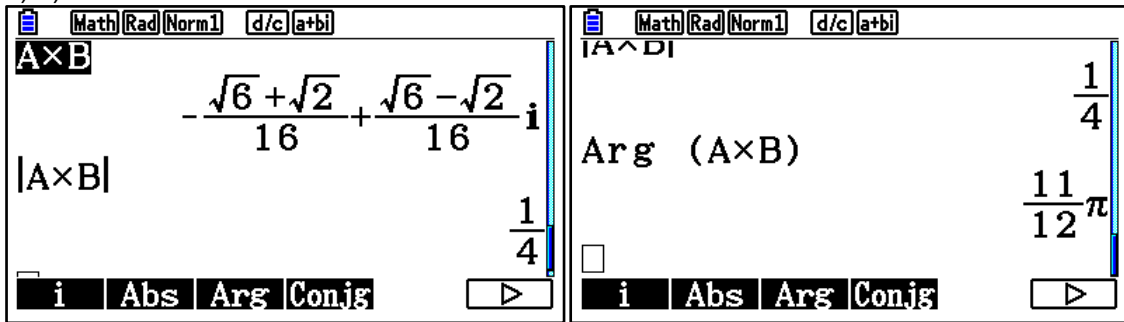 Math Rad Norm1 d/c a+bi
A×B
-(√6+√2)/16+(√6-√2)/16 i
|A×B|
1/4
i Abs Arg Conjg ▷
Math Rad Norm1 d/c a+bi
|A×B|
1/4
Arg (A×B)
11/12 π
i Abs Arg Conjg ▷